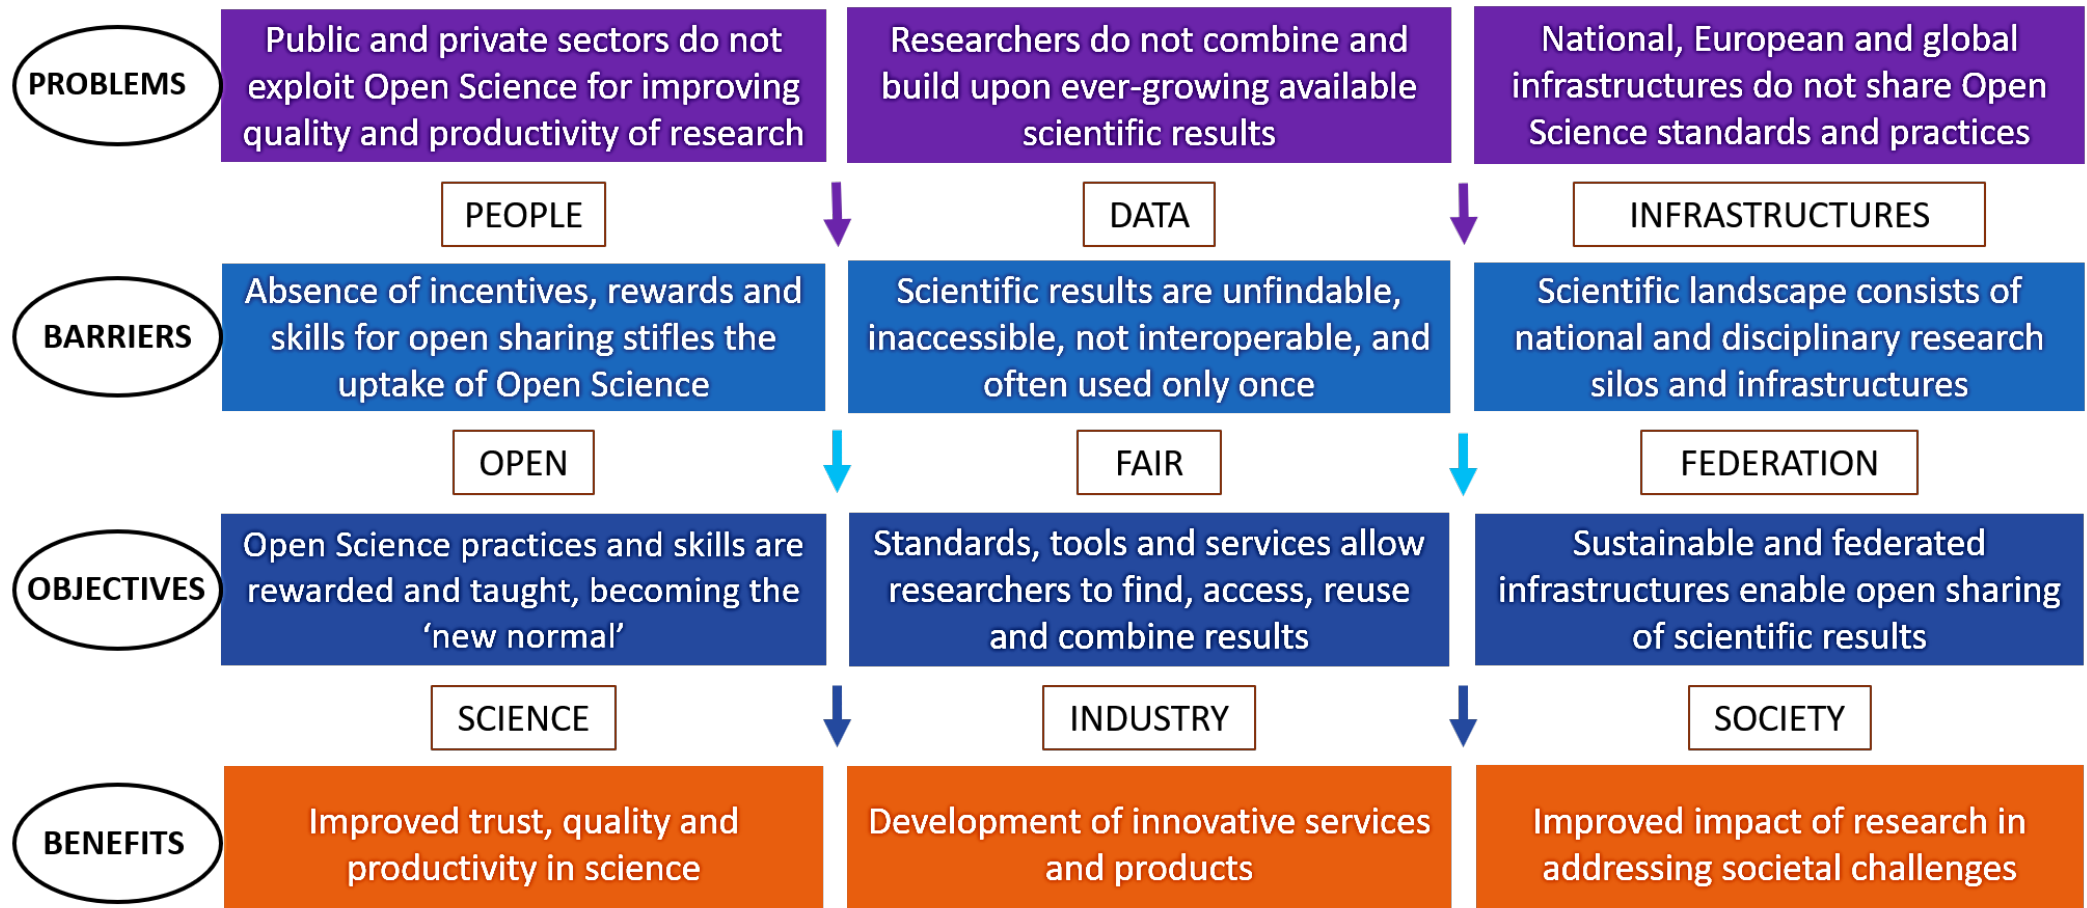 PROBLEMS
Public and private sectors do not
exploit Open Science for improving
quality and productivity of research
Researchers do not combine and
build upon ever-growing available
scientific results
National, European and global
infrastructures do not share Open
Science standards and practices
PEOPLE
DATA
INFRASTRUCTURES
BARRIERS
Absence of incentives, rewards and
skills for open sharing stifles the
uptake of Open Science
Scientific results are unfindable,
inaccessible, not interoperable, and
often used only once
Scientific landscape consists of
national and disciplinary research
silos and infrastructures
OPEN
FAIR
FEDERATION
OBJECTIVES
Open Science practices and skills are
rewarded and taught, becoming the
‘new normal’
Standards, tools and services allow
researchers to find, access, reuse
and combine results
Sustainable and federated
infrastructures enable open sharing
of scientific results
SCIENCE
INDUSTRY
SOCIETY
BENEFITS
Improved trust, quality and
productivity in science
Development of innovative services
and products
Improved impact of research in
addressing societal challenges